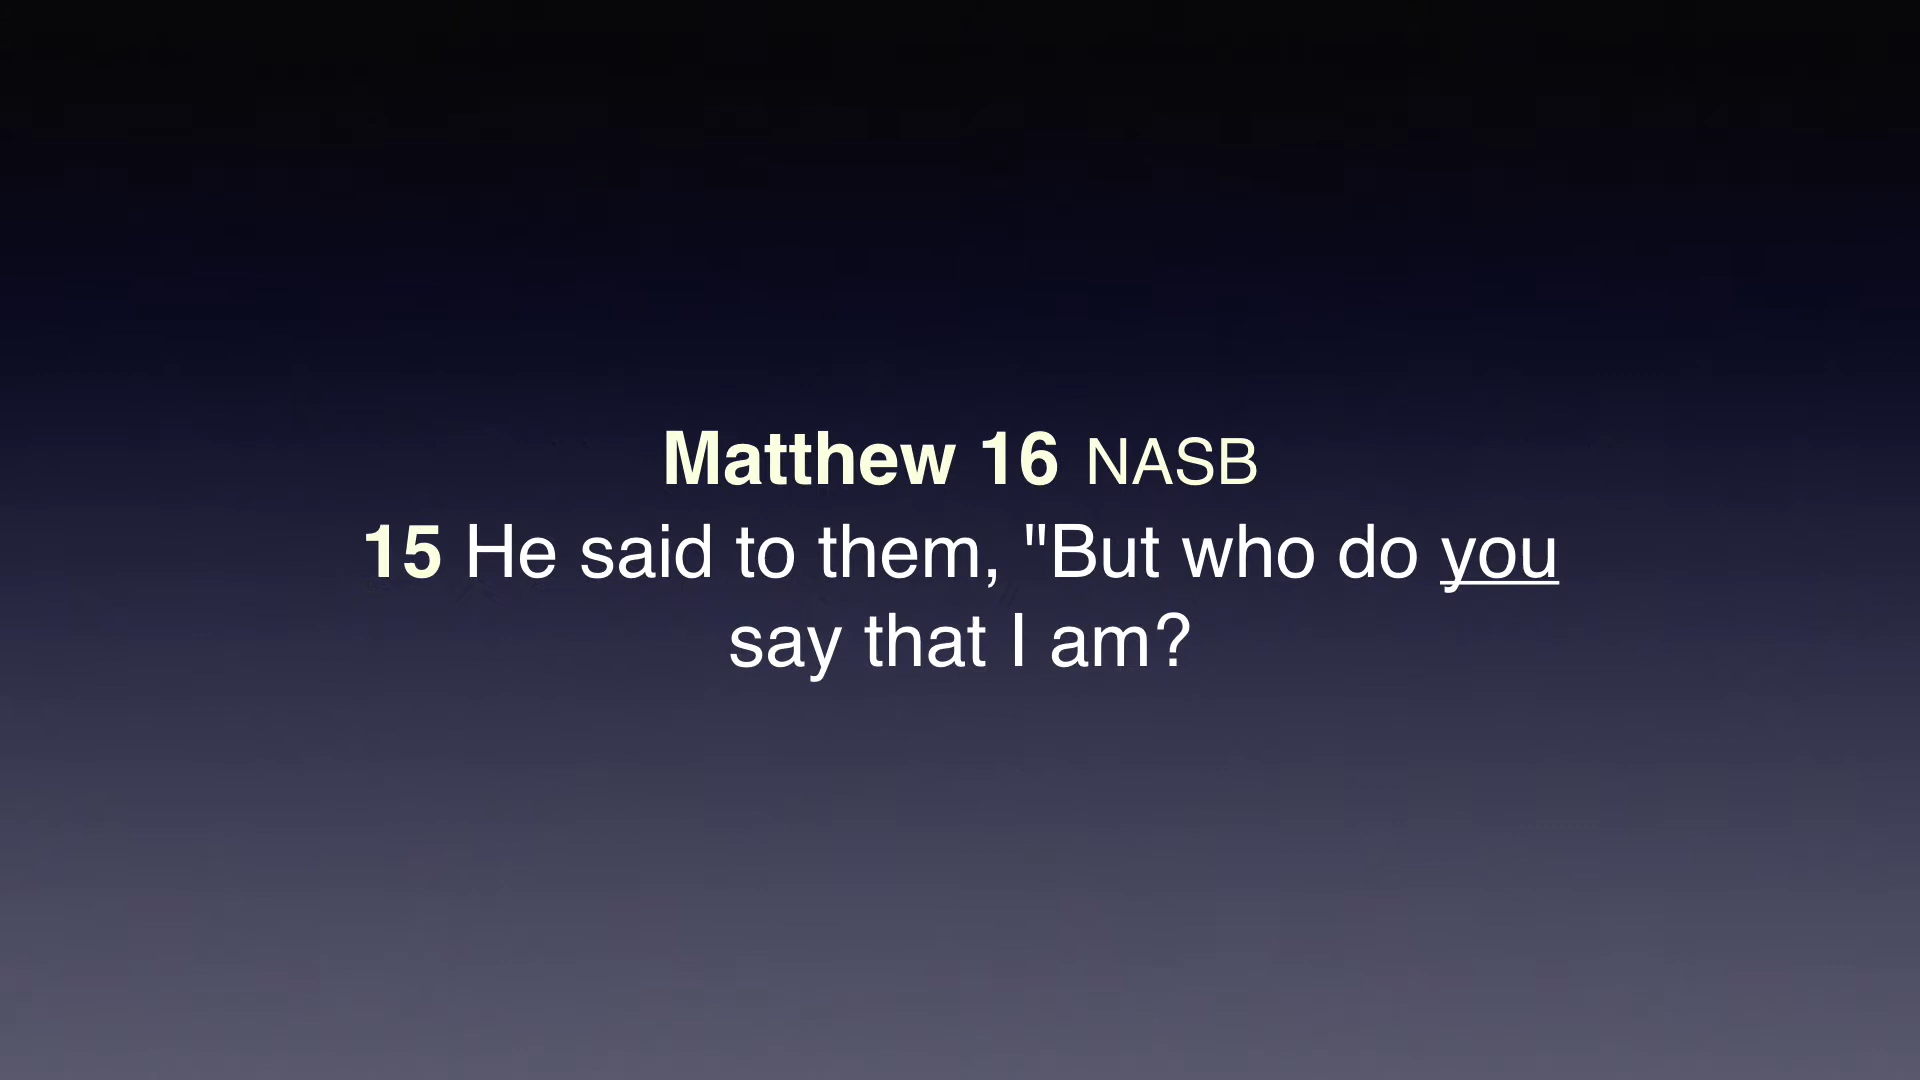 Matthew 16 NASB
15 He said to them, "But who do you
say that I am?